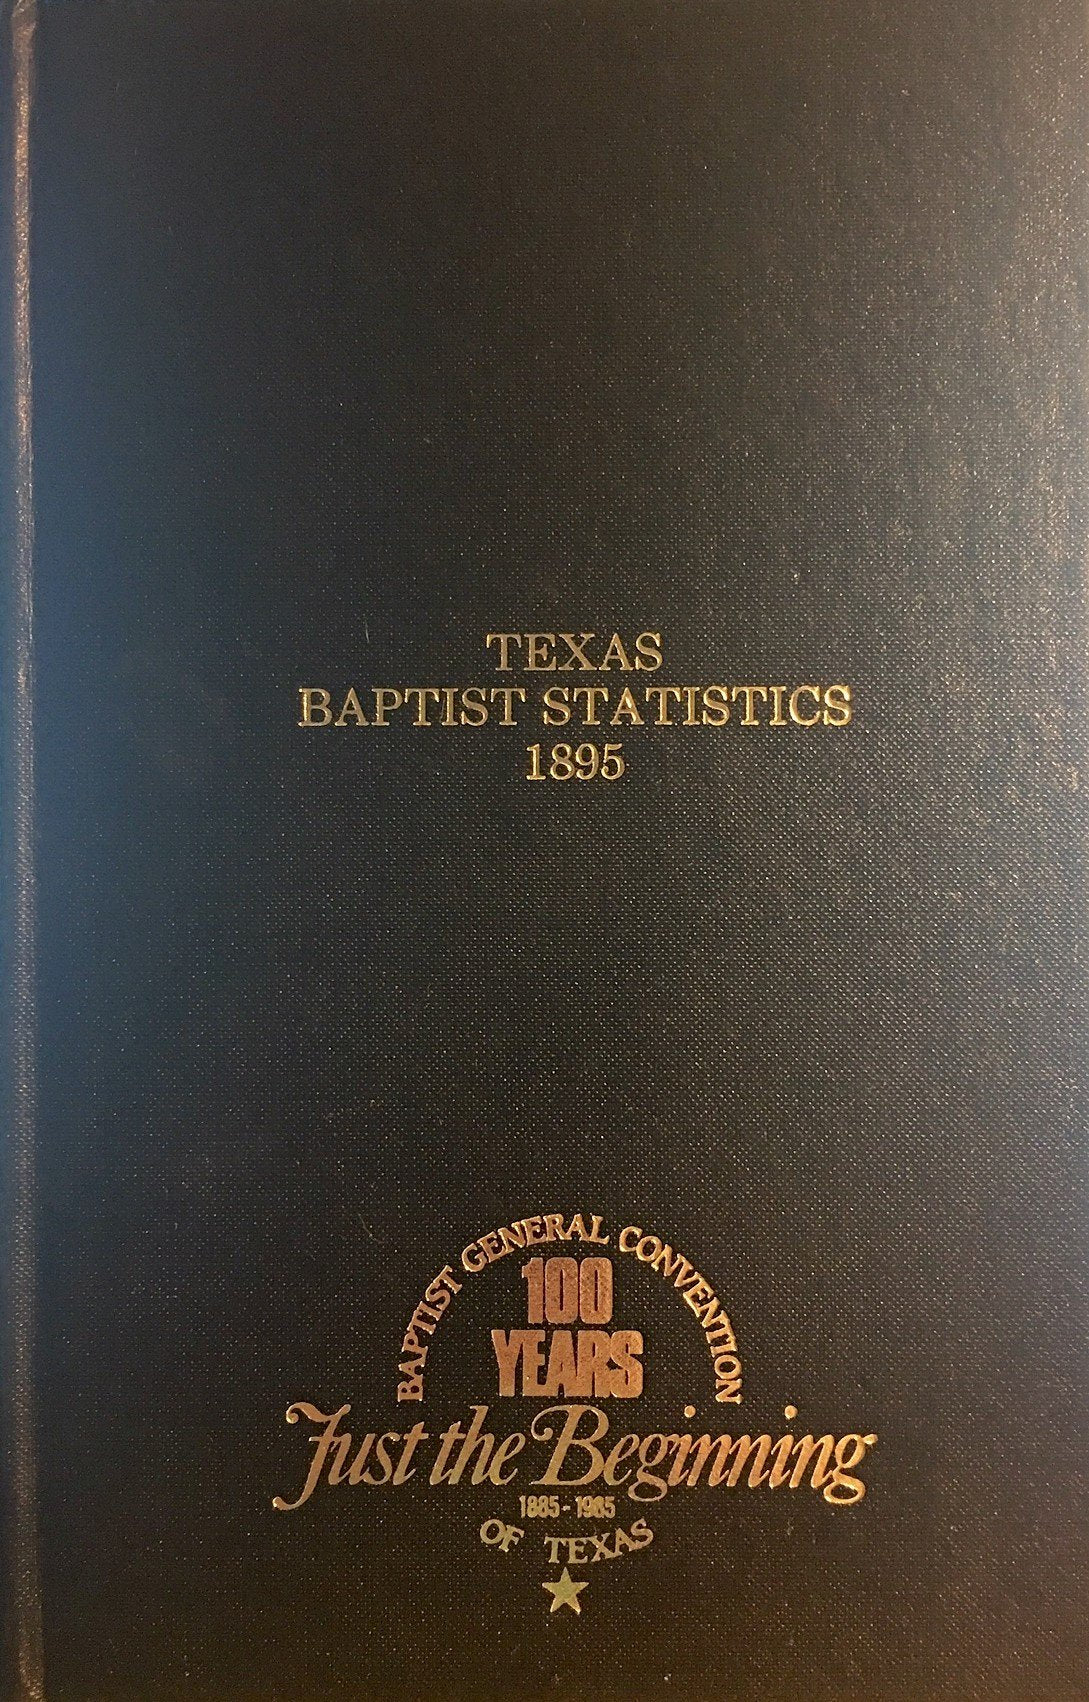 TEXAS
BAPTIST STATISTICS
1895
BAPTIST GENERAL CONVENTION
100
YEARS
Just the Beginning
1885-1985
OF TEXAS